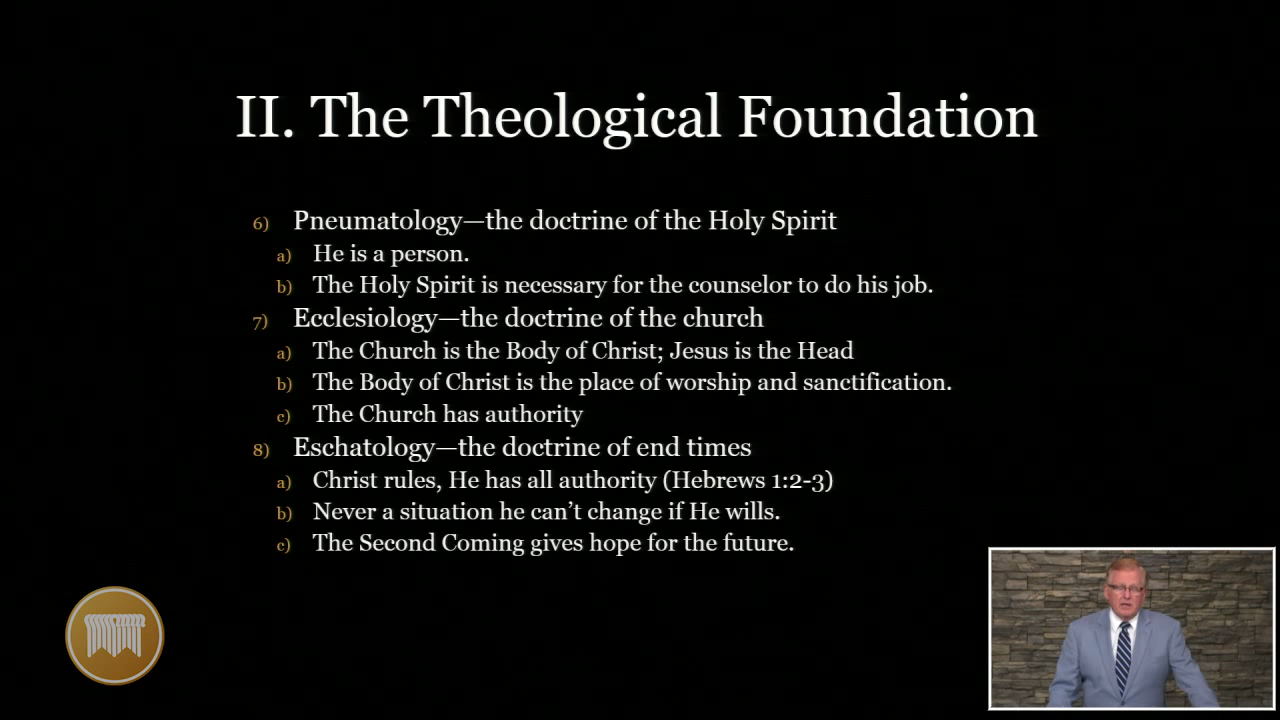 II. The Theological Foundation
6) Pneumatology—the doctrine of the Holy Spirit
a) He is a person.
b) The Holy Spirit is necessary for the counselor to do his job.
7) Ecclesiology—the doctrine of the church
a) The Church is the Body of Christ; Jesus is the Head
b) The Body of Christ is the place of worship and sanctification.
c) The Church has authority
8) Eschatology—the doctrine of end times
a) Christ rules, He has all authority (Hebrews 1:2-3)
b) Never a situation he can’t change if He wills.
c) The Second Coming gives hope for the future.